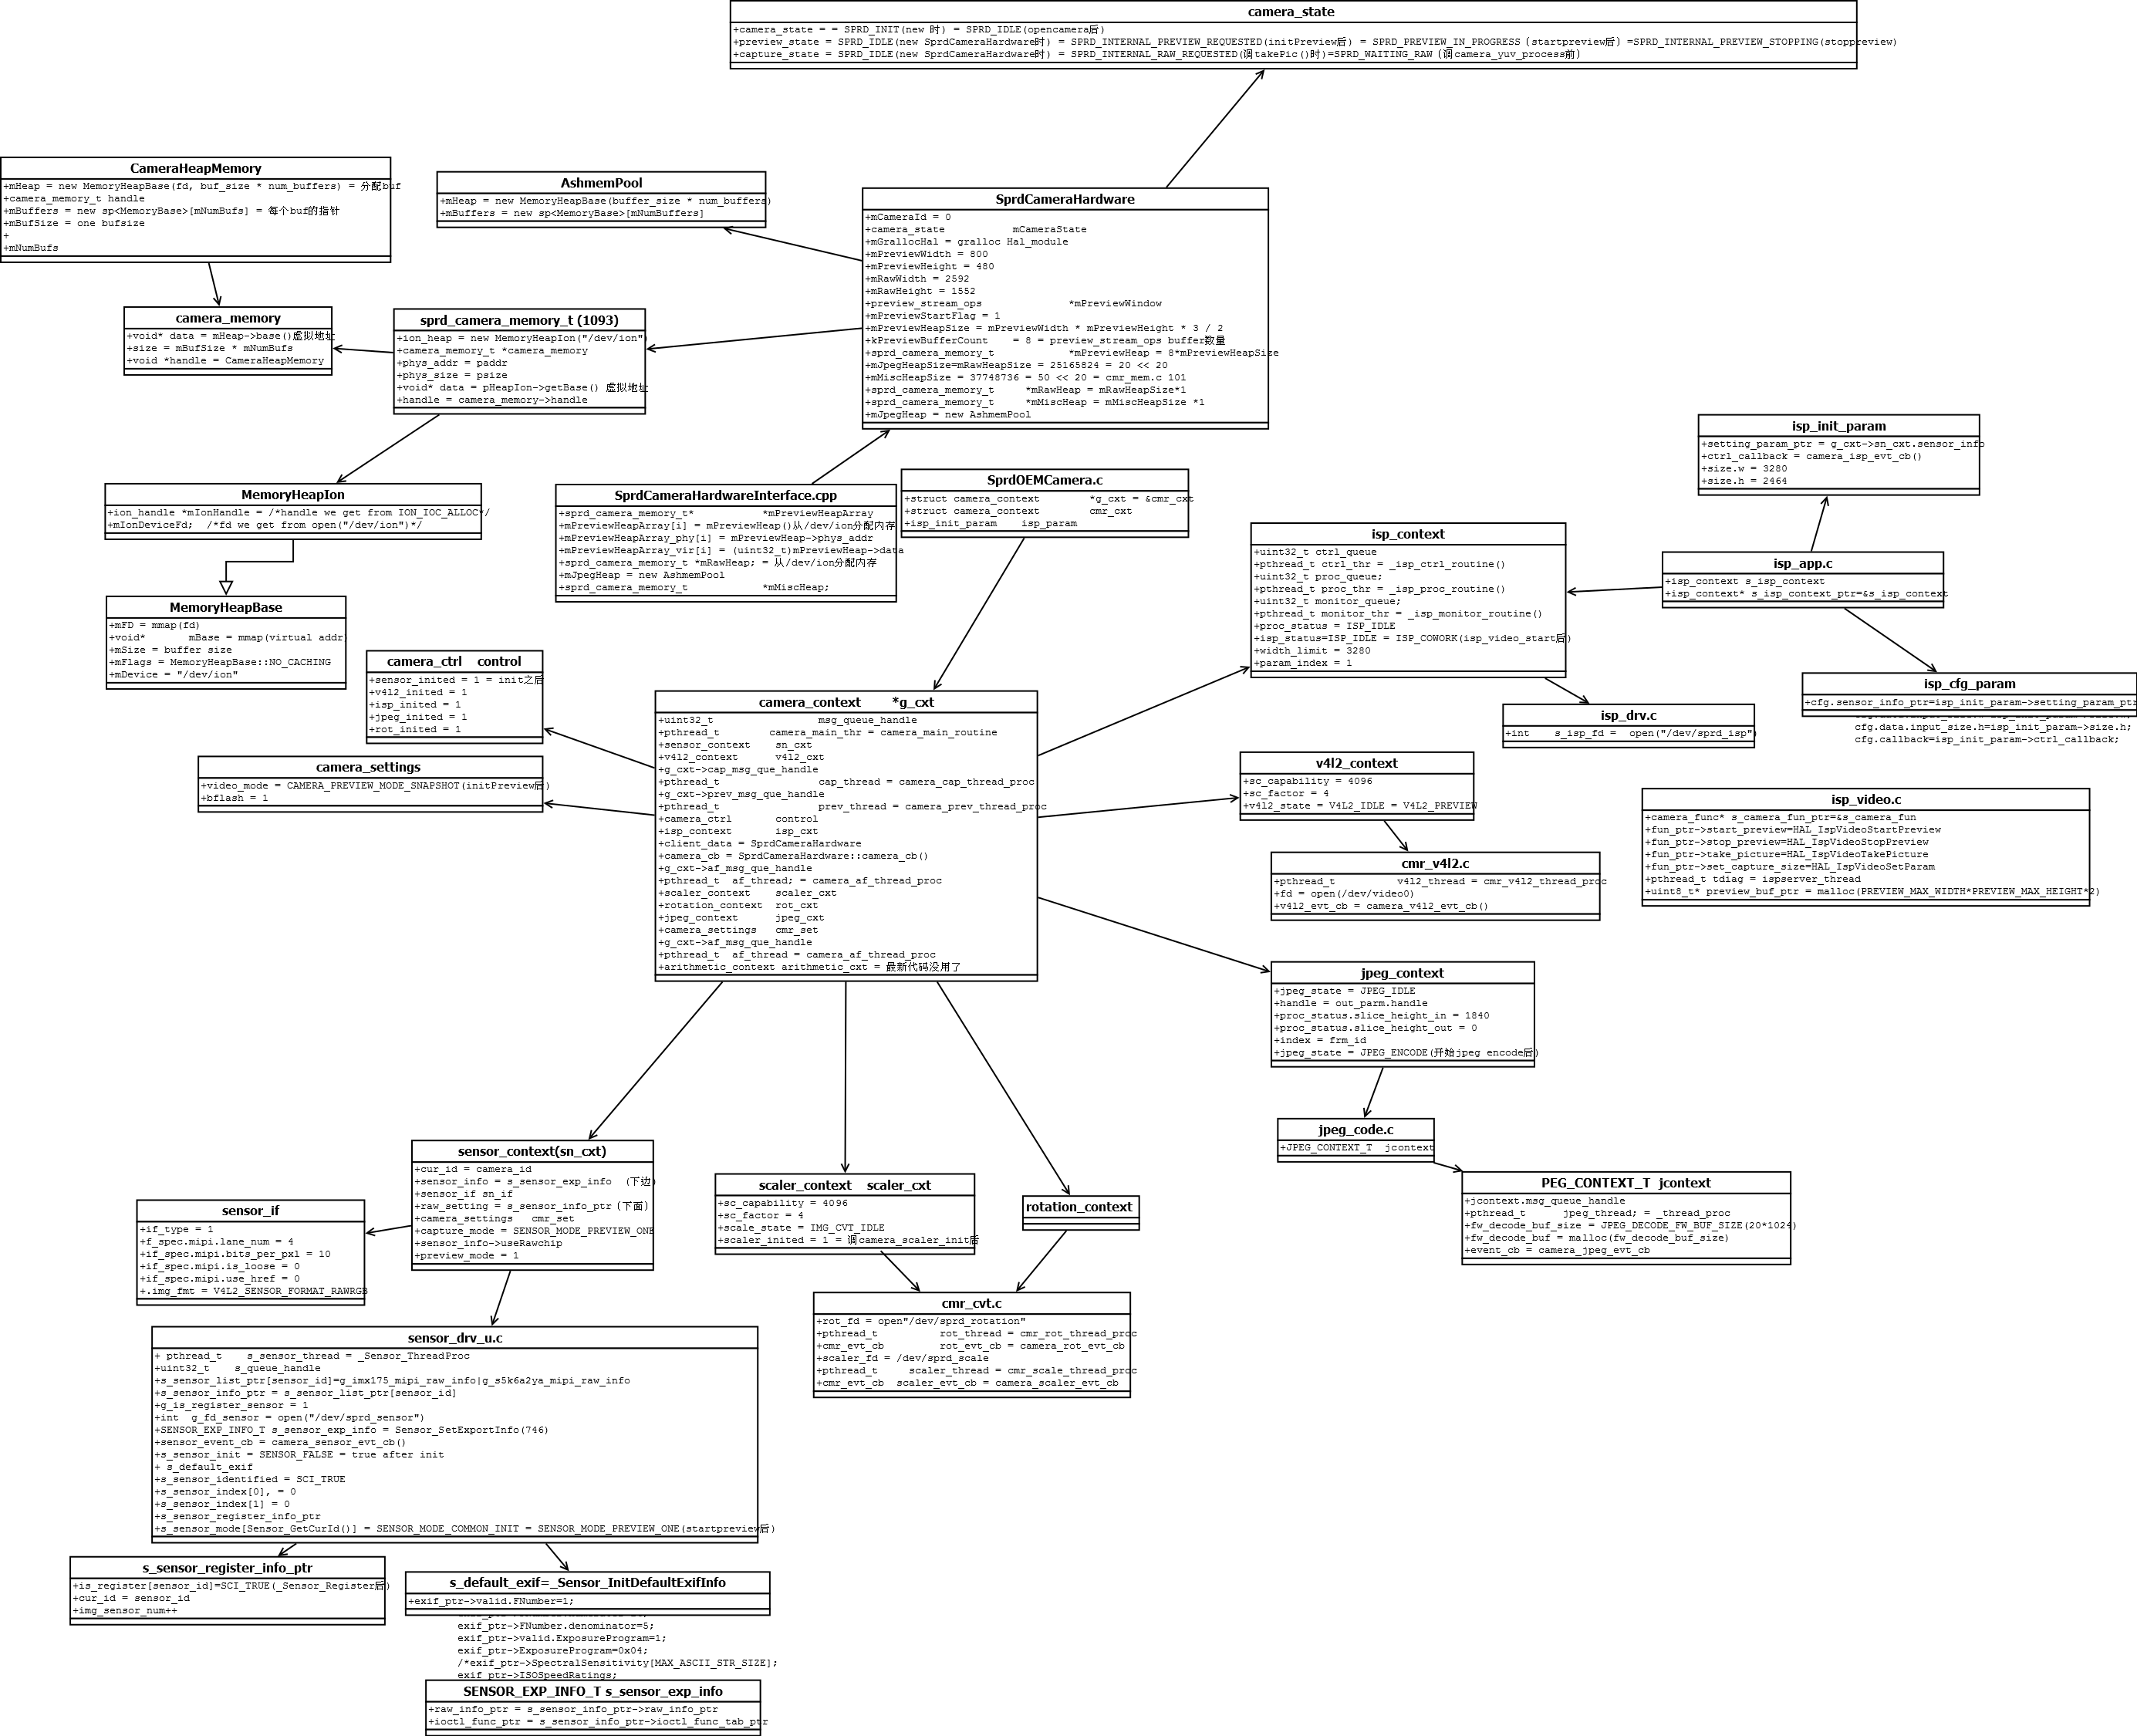 camera_state
+camera_state = = SPRD_INIT(new 时) = SPRD_IDLE(opencamera后)
+preview_state = SPRD_IDLE(new SprdCameraHardware时) = SPRD_INTERNAL_PREVIEW_REQUESTED(initPreview后) = SPRD_PREVIEW_IN_PROGRESS (startpreview后) =SPRD_INTERNAL_PREVIEW_STOPPING(stoppreview)
+capture_state = SPRD_IDLE(new SprdCameraHardware时) = SPRD_INTERNAL_RAW_REQUESTED(调takePic()时)=SPRD_WAITING_RAW (调camera_yuv_process前)
CameraHeapMemory
+mHeap = new MemoryHeapBase(fd, buf_size * num_buffers) = 分配buf
+camera_memory_t handle
+mBuffers = new sp<MemoryBase>[mNumBufs] = 每个buf的指针
+mBufSize = one bufsize
+
+mNumBufs
AshmemPool
+mHeap = new MemoryHeapBase(buffer_size * num_buffers)
+mBuffers = new sp<MemoryBase>[mNumBuffers]
SprdCameraHardware
+mCameraId = 0
+camera_state mCameraState
+mGrallocHal = gralloc Hal_module
+mPreviewWidth = 800
+mPreviewHeight = 480
+mRawWidth = 2592
+mRawHeight = 1552
+preview_stream_ops *mPreviewWindow
+mPreviewStartFlag = 1
+mPreviewHeapSize = mPreviewWidth * mPreviewHeight * 3 / 2
+kPreviewBufferCount = 8 = preview_stream_ops buffer数量
+sprd_camera_memory_t *mPreviewHeap = 8*mPreviewHeapSize
+mJpegHeapSize=mRawHeapSize = 25165824 = 20 << 20
+mMiscHeapSize = 37748736 = 50 << 20 = cmr_mem.c 101
+sprd_camera_memory_t *mRawHeap = mRawHeapSize*1
+sprd_camera_memory_t *mMiscHeap = mMiscHeapSize *1
+mJpegHeap = new AshmemPool
camera_memory
+void* data = mHeap->base()虚拟地址
+size = mBufSize * mNumBufs
+void *handle = CameraHeapMemory
sprd_camera_memory_t (1093)
+ion_heap = new MemoryHeapIon("/dev/ion")
+camera_memory_t *camera_memory
+phys_addr = paddr
+phys_size = psize
+void* data = pHeapIon->getBase() 虚拟地址
+handle = camera_memory->handle
MemoryHeapIon
+ion_handle *mIonHandle = /*handle we get from ION_IOC_ALLOC*/
+mIonDeviceFd; /*fd we get from open("/dev/ion")*/
MemoryHeapBase
+mFD = mmap(fd)
+void* mBase = mmap(virtual addr)
+mSize = buffer size
+mFlags = MemoryHeapBase::NO_CACHING
+mDevice = "/dev/ion"
SprdCameraHardwareInterface.cpp
+sprd_camera_memory_t* *mPreviewHeapArray
+mPreviewHeapArray[i] = mPreviewHeap()从/dev/ion分配内存
+mPreviewHeapArray_phy[i] = mPreviewHeap->phys_addr
+mPreviewHeapArray_vir[i] = (uint32_t)mPreviewHeap->data
+sprd_camera_memory_t *mRawHeap; = 从/dev/ion分配内存
+mJpegHeap = new AshmemPool
+sprd_camera_memory_t *mMiscHeap;
SprdOEMCamera.c
+struct camera_context *g_cxt = &cmr_cxt
+struct camera_context cmr_cxt
+isp_init_param isp_param
isp_init_param
+setting_param_ptr = g_cxt->sn_cxt.sensor_info
+ctrl_callback = camera_isp_evt_cb()
+size.w = 3280
+size.h = 2464
isp_context
+uint32_t ctrl_queue
+pthread_t ctrl_thr = _isp_ctrl_routine()
+uint32_t proc_queue;
+pthread_t proc_thr = _isp_proc_routine()
+uint32_t monitor_queue;
+pthread_t monitor_thr = _isp_monitor_routine()
+proc_status = ISP_IDLE
+isp_status=ISP_IDLE = ISP_COWORK(isp_video_start后)
+width_limit = 3280
+param_index = 1
isp_app.c
+isp_context s_isp_context
+isp_context* s_isp_context_ptr=&s_isp_context
isp_cfg_param
+cfg.sensor_info_ptr=isp_init_param->setting_param_ptr
cfg.data.input_size.h=isp_init_param->size.h;
cfg.callback=isp_init_param->ctrl_callback;
isp_drv.c
+int s_isp_fd = open("/dev/sprd_isp")
camera_ctrl control
+sensor_inited = 1 = init之后
+v4l2_inited = 1
+isp_inited = 1
+jpeg_inited = 1
+rot_inited = 1
camera_settings
+video_mode = CAMERA_PREVIEW_MODE_SNAPSHOT(initPreview后)
+bflash = 1
camera_context *g_cxt
+uint32_t msg_queue_handle
+pthread_t camera_main_thr = camera_main_routine
+sensor_context sn_cxt
+v4l2_context v4l2_cxt
+g_cxt->cap_msg_que_handle
+pthread_t cap_thread = camera_cap_thread_proc
+g_cxt->prev_msg_que_handle
+pthread_t prev_thread = camera_prev_thread_proc
+camera_ctrl control
+isp_context isp_cxt
+client_data = SprdCameraHardware
+camera_cb = SprdCameraHardware::camera_cb()
+g_cxt->af_msg_que_handle
+pthread_t af_thread; = camera_af_thread_proc
+scaler_context scaler_cxt
+rotation_context rot_cxt
+jpeg_context jpeg_cxt
+camera_settings cmr_set
+g_cxt->af_msg_que_handle
+pthread_t af_thread = camera_af_thread_proc
+arithmetic_context arithmetic_cxt = 最新代码没用了
v4l2_context
+sc_capability = 4096
+sc_factor = 4
+v4l2_state = V4L2_IDLE = V4L2_PREVIEW
cmr_v4l2.c
+pthread_t v4l2_thread = cmr_v4l2_thread_proc
+fd = open(/dev/video0)
+v4l2_evt_cb = camera_v4l2_evt_cb()
isp_video.c
+camera_func* s_camera_fun_ptr=&s_camera_fun
+fun_ptr->start_preview=HAL_IspVideoStartPreview
+fun_ptr->stop_preview=HAL_IspVideoStopPreview
+fun_ptr->take_picture=HAL_IspVideoTakePicture
+fun_ptr->set_capture_size=HAL_IspVideoSetParam
+pthread_t tdiag = ispserver_thread
+uint8_t* preview_buf_ptr = malloc(PREVIEW_MAX_WIDTH*PREVIEW_MAX_HEIGHT*2)
jpeg_context
+jpeg_state = JPEG_IDLE
+handle = out_parm.handle
+proc_status.slice_height_in = 1840
+proc_status.slice_height_out = 0
+index = frm_id
+jpeg_state = JPEG_ENCODE(开始jpeg encode后)
jpeg_code.c
+JPEG_CONTEXT_T jcontext
PEG_CONTEXT_T jcontext
+jcontext.msg_queue_handle
+pthread_t jpeg_thread; = _thread_proc
+fw_decode_buf_size = JPEG_DECODE_FW_BUF_SIZE(20*1024)
+fw_decode_buf = malloc(fw_decode_buf_size)
+event_cb = camera_jpeg_evt_cb
sensor_context(sn_cxt)
+cur_id = camera_id
+sensor_info = s_sensor_exp_info (下边)
+sensor_if sn_if
+raw_setting = s_sensor_info_ptr (下面)
+camera_settings cmr_set
+capture_mode = SENSOR_MODE_PREVIEW_ONE
+sensor_info->useRawchip
+preview_mode = 1
sensor_if
+if_type = 1
+f_spec.mipi.lane_num = 4
+if_spec.mipi.bits_per_pxl = 10
+if_spec.mipi.is_loose = 0
+if_spec.mipi.use_href = 0
+.img_fmt = V4L2_SENSOR_FORMAT_RAWRGB
scaler_context scaler_cxt
+sc_capability = 4096
+sc_factor = 4
+scale_state = IMG_CVT_IDLE
+scaler_inited = 1 = 调camera_scaler_init后
rotation_context
cmr_cvt.c
+rot_fd = open"/dev/sprd_rotation"
+pthread_t rot_thread = cmr_rot_thread_proc
+cmr_evt_cb rot_evt_cb = camera_rot_evt_cb
+scaler_fd = /dev/sprd_scale
+pthread_t scaler_thread = cmr_scale_thread_proc
+cmr_evt_cb scaler_evt_cb = camera_scaler_evt_cb
sensor_drv_u.c
+ pthread_t s_sensor_thread = _Sensor_ThreadProc
+uint32_t s_queue_handle
+s_sensor_list_ptr[sensor_id]=g_imx175_mipi_raw_info|g_s5k6a2ya_mipi_raw_info
+s_sensor_info_ptr = s_sensor_list_ptr[sensor_id]
+g_is_register_sensor = 1
+int g_fd_sensor = open("/dev/sprd_sensor")
+SENSOR_EXP_INFO_T s_sensor_exp_info = Sensor_SetExportInfo(746)
+sensor_event_cb = camera_sensor_evt_cb()
+s_sensor_init = SENSOR_FALSE = true after init
+ s_default_exif
+s_sensor_identified = SCI_TRUE
+s_sensor_index[0], = 0
+s_sensor_index[1] = 0
+s_sensor_register_info_ptr
+s_sensor_mode[Sensor_GetCurId()] = SENSOR_MODE_COMMON_INIT = SENSOR_MODE_PREVIEW_ONE(startpreview后)
s_sensor_register_info_ptr
+is_register[sensor_id]=SCI_TRUE(_Sensor_Register后)
+cur_id = sensor_id
+img_sensor_num++
s_default_exif=_Sensor_InitDefaultExifInfo
+exif_ptr->valid.FNumber=1;
exif_ptr->FNumber.denominator=5;
exif_ptr->valid.ExposureProgram=1;
exif_ptr->ExposureProgram=0x04;
/*exif_ptr->SpectralSensitivity[MAX_ASCII_STR_SIZE];
exif_ptr->ISOSpeedRatings;
SENSOR_EXP_INFO_T s_sensor_exp_info
+raw_info_ptr = s_sensor_info_ptr->raw_info_ptr
+ioctl_func_ptr = s_sensor_info_ptr->ioctl_func_tab_ptr